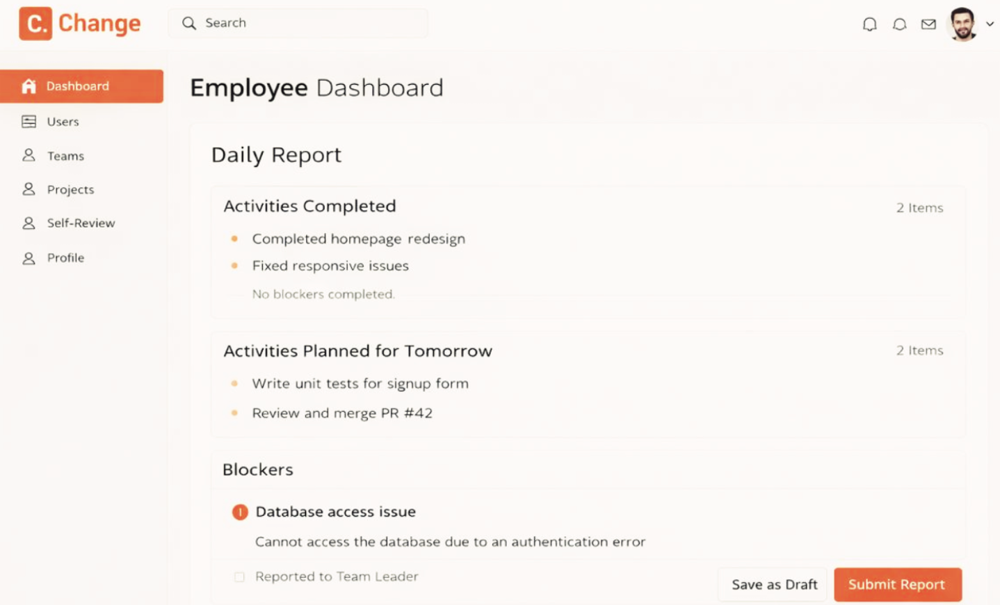 C. Change
Search
Dashboard
Users
Teams
Projects
Self-Review
Profile
Employee Dashboard
Daily Report
Activities Completed
2 Items
Completed homepage redesign
Fixed responsive issues
No blockers completed.
Activities Planned for Tomorrow
2 Items
Write unit tests for signup form
Review and merge PR #42
Blockers
Database access issue
Cannot access the database due to an authentication error
Reported to Team Leader
Save as Draft
Submit Report